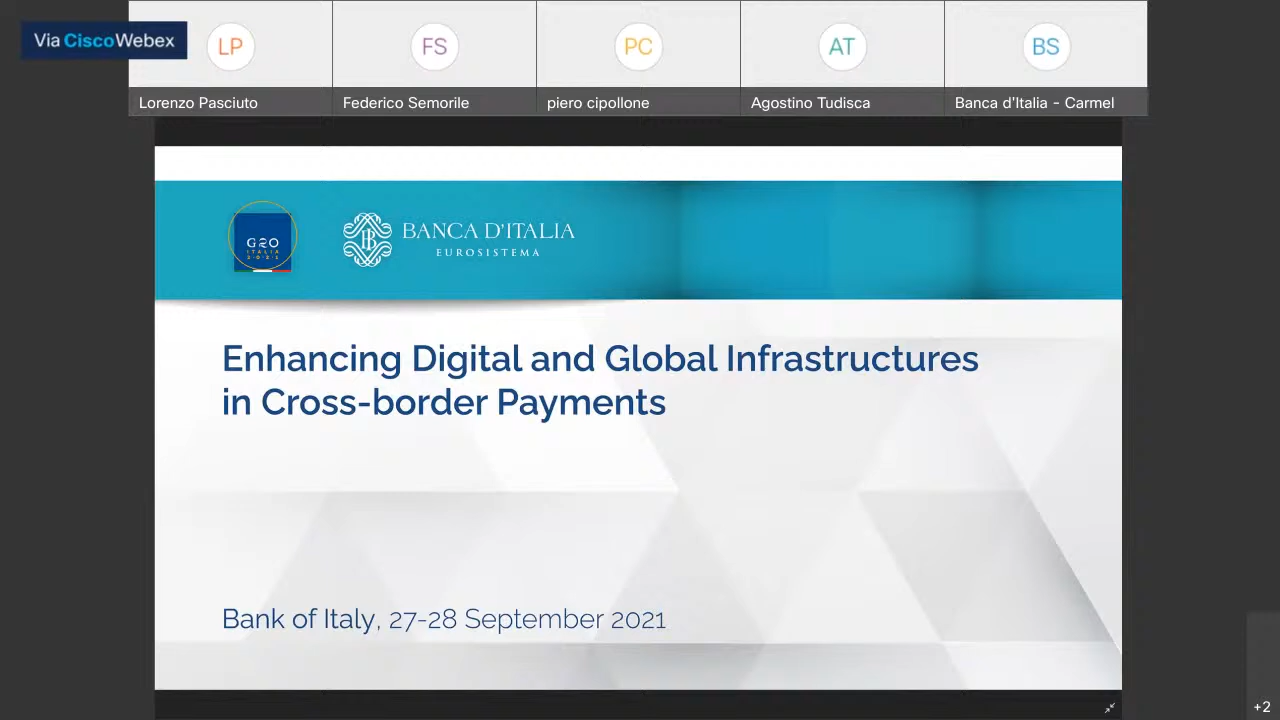 Via CiscoWebex
LP
FS
PC
AT
BS
Lorenzo Pasciuto
Federico Semorile
piero cipollone
Agostino Tudisca
Banca d'Italia - Carmel
G20
ITALIA
2021
BANCA D'ITALIA
EUROSISTEMA
Enhancing Digital and Global Infrastructures
in Cross-border Payments
Bank of Italy, 27-28 September 2021
+2